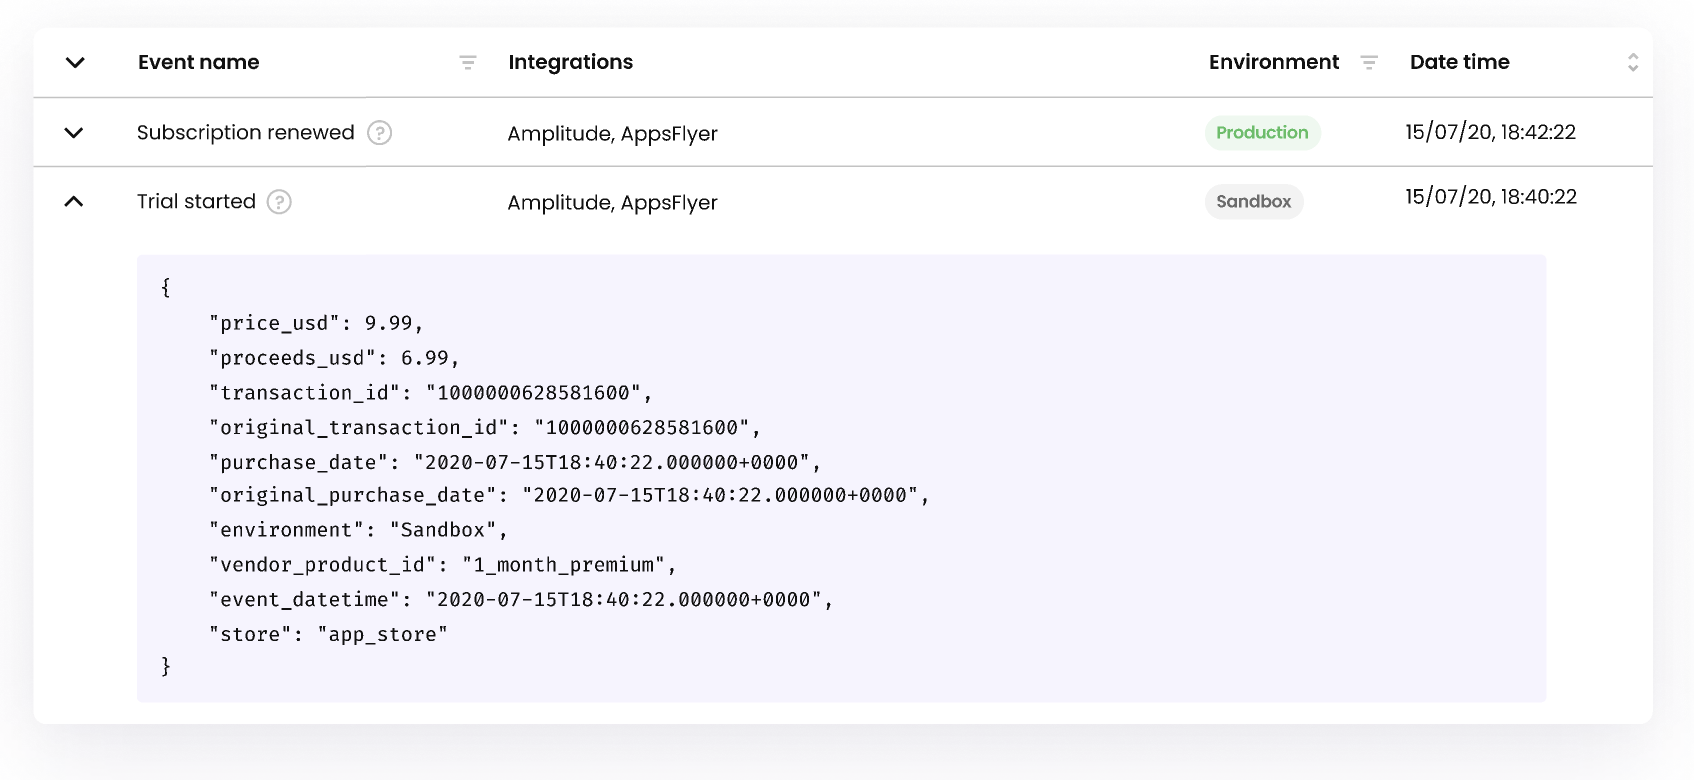 Event name Integrations Environment Date time
Subscription renewed ? Amplitude, AppsFlyer Production 15/07/20, 18:42:22
Trial started ? Amplitude, AppsFlyer Sandbox 15/07/20, 18:40:22
{
"price_usd": 9.99,
"proceeds_usd": 6.99,
"transaction_id": "1000000628581600",
"original_transaction_id": "1000000628581600",
"purchase_date": "2020-07-15T18:40:22.000000+0000",
"original_purchase_date": "2020-07-15T18:40:22.000000+0000",
"environment": "Sandbox",
"vendor_product_id": "1_month_premium",
"event_datetime": "2020-07-15T18:40:22.000000+0000",
"store": "app_store"
}